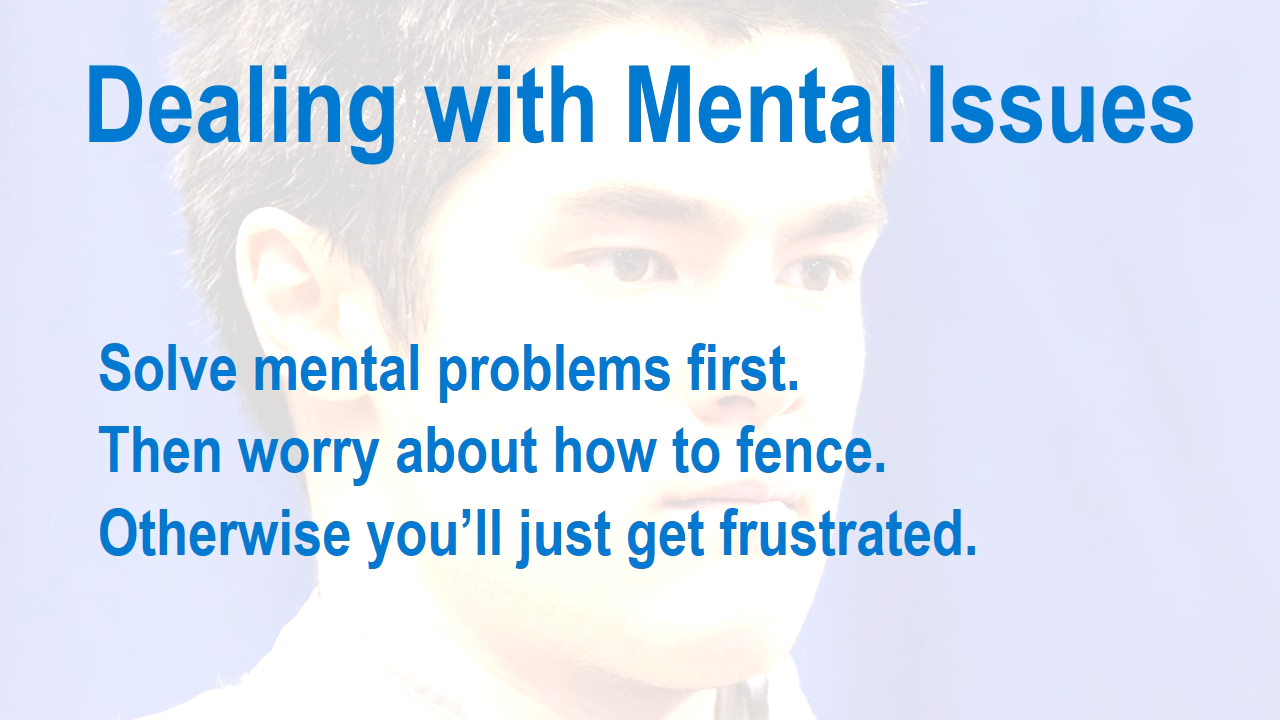 Dealing with Mental Issues
Solve mental problems first.
Then worry about how to fence.
Otherwise you’ll just get frustrated.